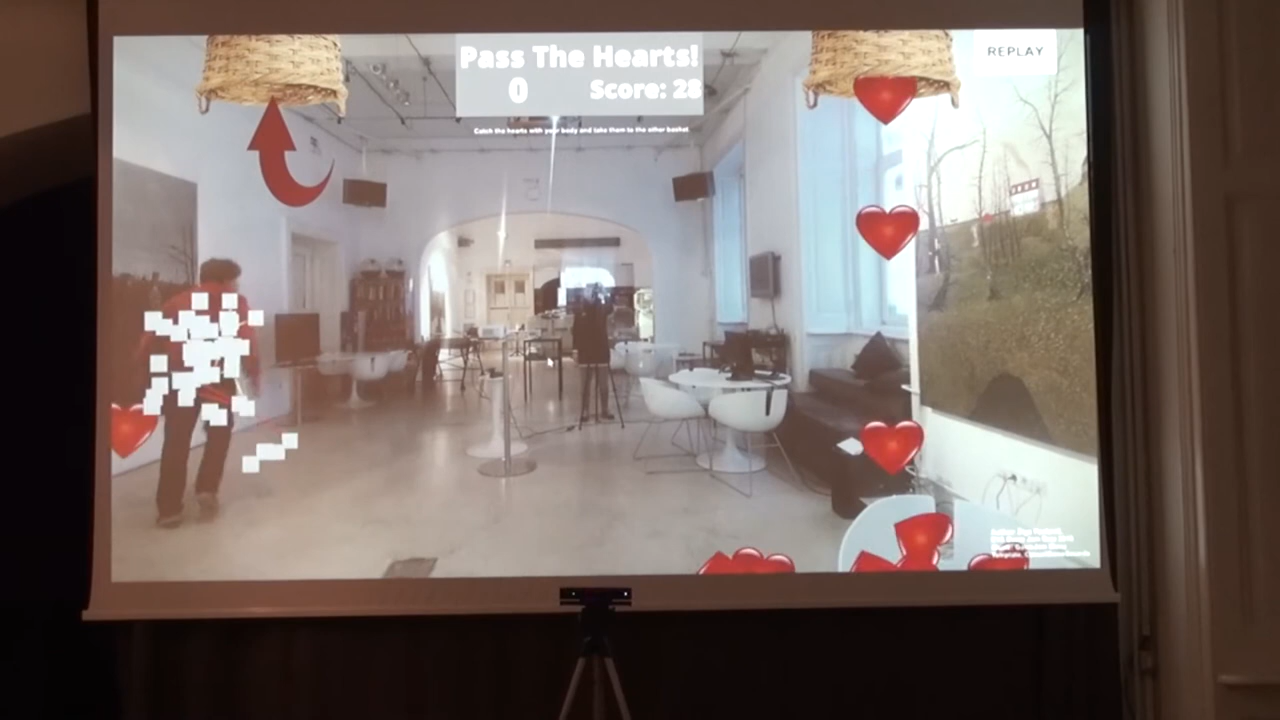 Pass The Hearts!
0 Score: 28
REPLAY
Catch the hearts with your body and take them to the other basket